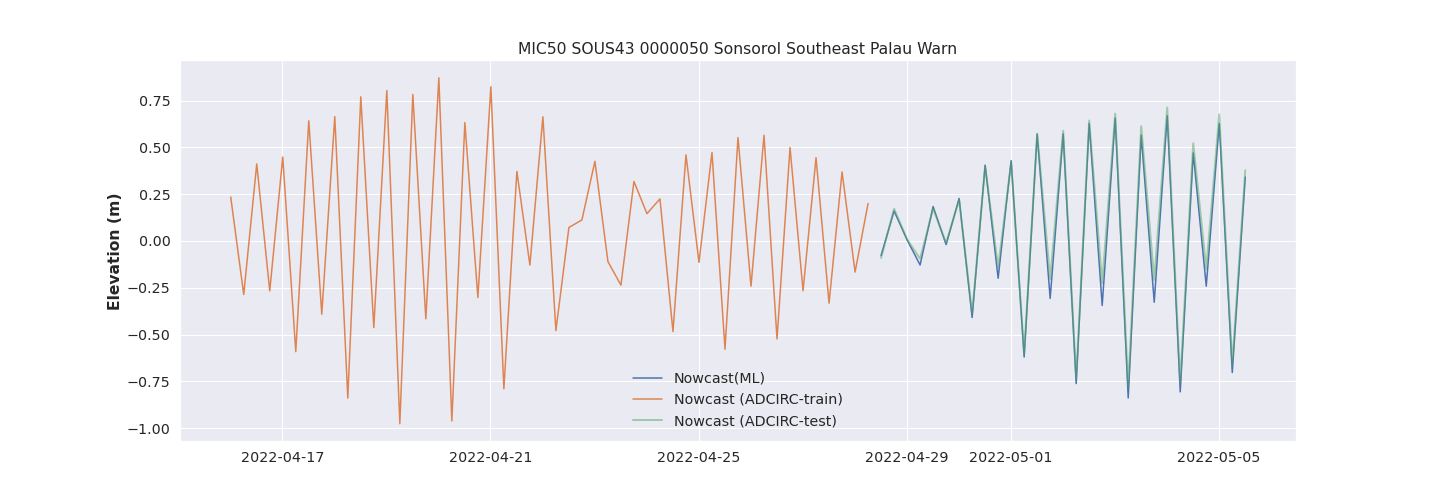 MIC50 SOUS43 0000050 Sonsorol Southeast Palau Warn
Elevation (m)
0.75
0.50
0.25
0.00
−0.25
−0.50
−0.75
−1.00
Nowcast(ML)
Nowcast (ADCIRC-train)
Nowcast (ADCIRC-test)
2022-04-17 2022-04-21 2022-04-25 2022-04-29 2022-05-01 2022-05-05